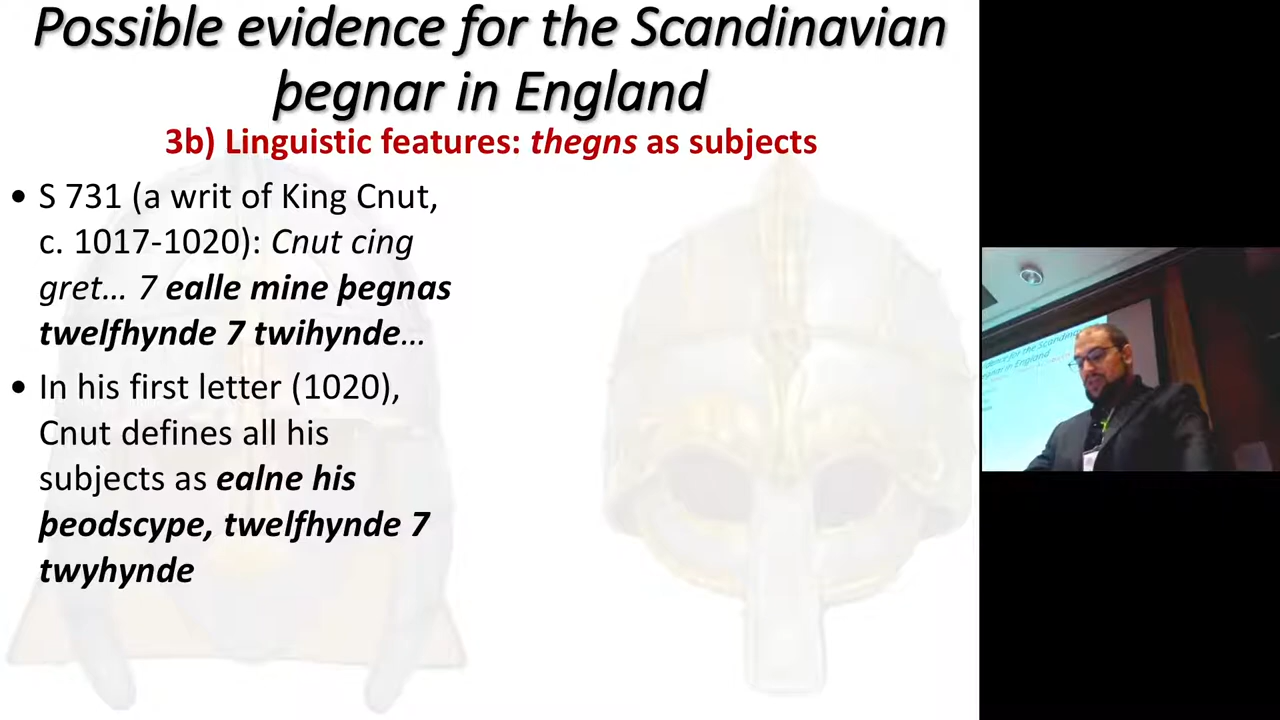 Possible evidence for the Scandinavian
þegnar in England
3b) Linguistic features: thegns as subjects
• S 731 (a writ of King Cnut,
c. 1017-1020): Cnut cing
gret... 7 ealle mine þegnas
twelfhynde 7 twihynde...
• In his first letter (1020),
Cnut defines all his
subjects as ealne his
þeodscype, twelfhynde 7
twyhynde